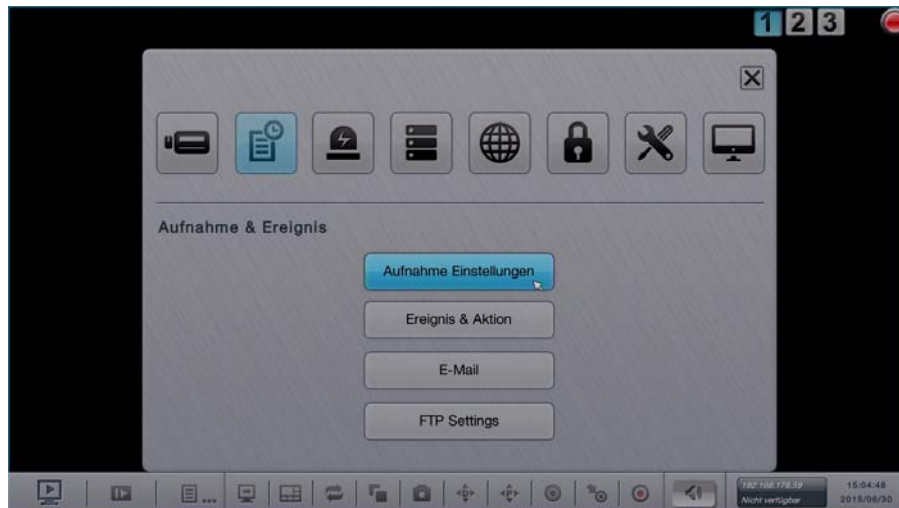 1 2 3
Aufnahme & Ereignis
Aufnahme Einstellungen
Ereignis & Aktion
E-Mail
FTP Settings
192.168.179.59
Nicht verfügbar
15:04:48
2015/06/30